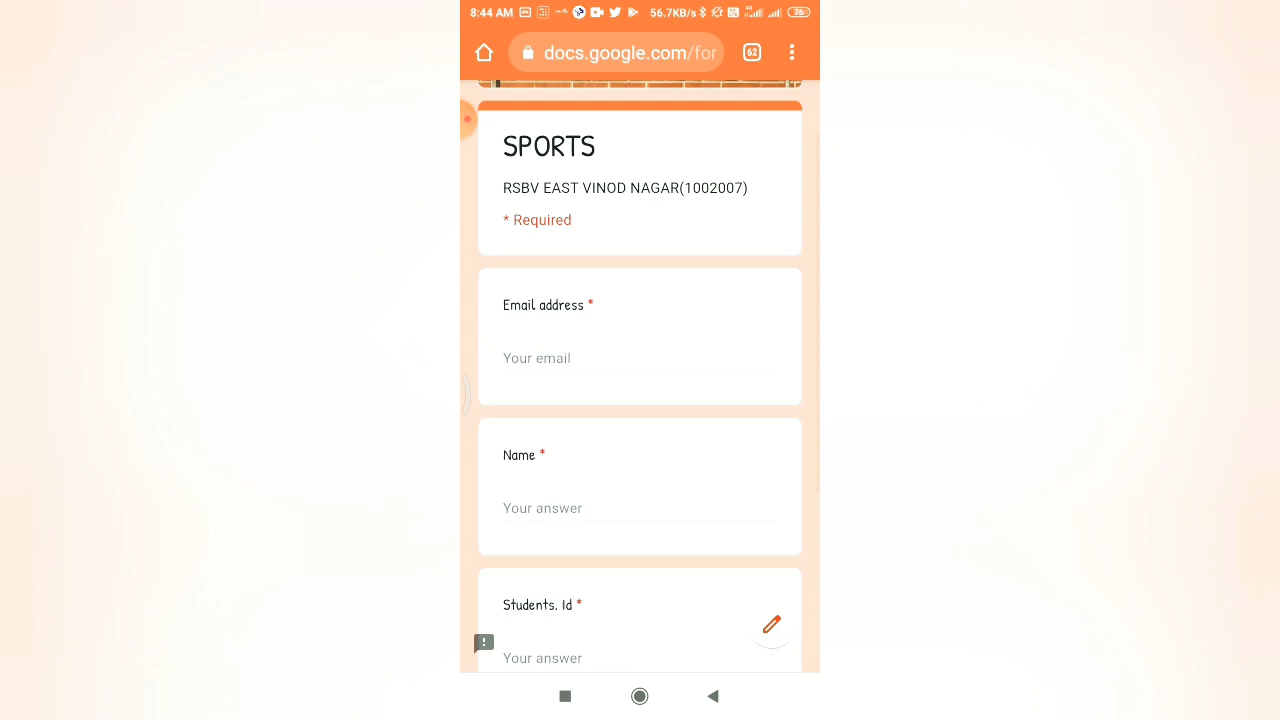 8:44 AM 56.7KB/s 76
docs.google.com/for 62
SPORTS
RSBV EAST VINOD NAGAR(1002007)
* Required
Email address *
Your email
Name *
Your answer
Students. Id *
Your answer